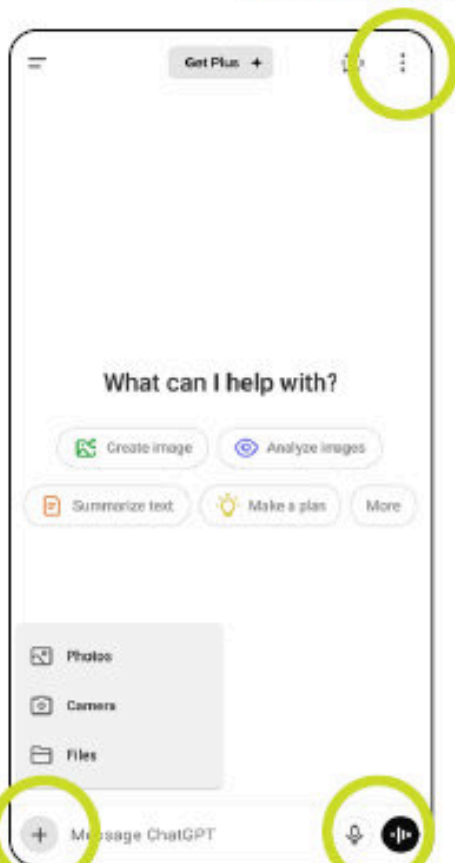 Get Plus +
What can I help with?
Create image
Analyze images
Summarize text
Make a plan
More
Photos
Camera
Files
Message ChatGPT